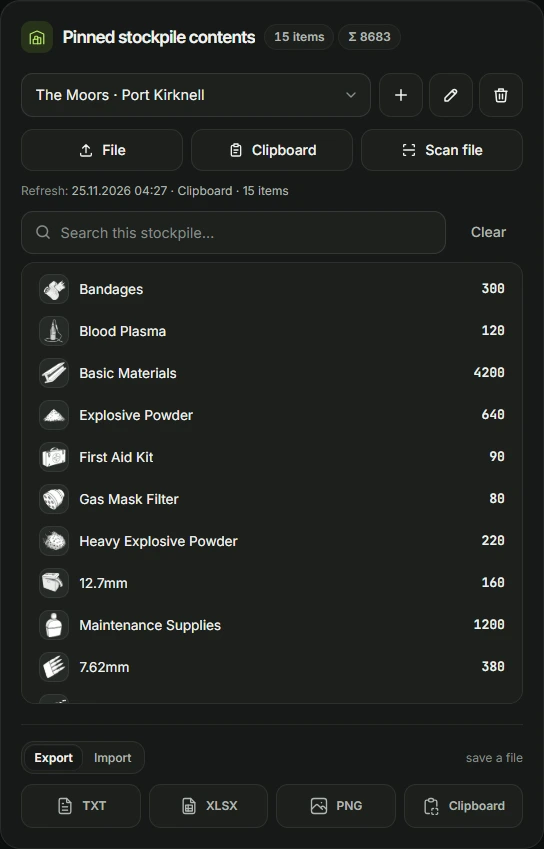 Pinned stockpile contents 15 items Σ 8683
The Moors · Port Kirknell
File Clipboard Scan file
Refresh: 25.11.2026 04:27 · Clipboard · 15 items
Search this stockpile... Clear
Bandages 300
Blood Plasma 120
Basic Materials 4200
Explosive Powder 640
First Aid Kit 90
Gas Mask Filter 80
Heavy Explosive Powder 220
12.7mm 160
Maintenance Supplies 1200
7.62mm 380
Export Import save a file
TXT XLSX PNG Clipboard